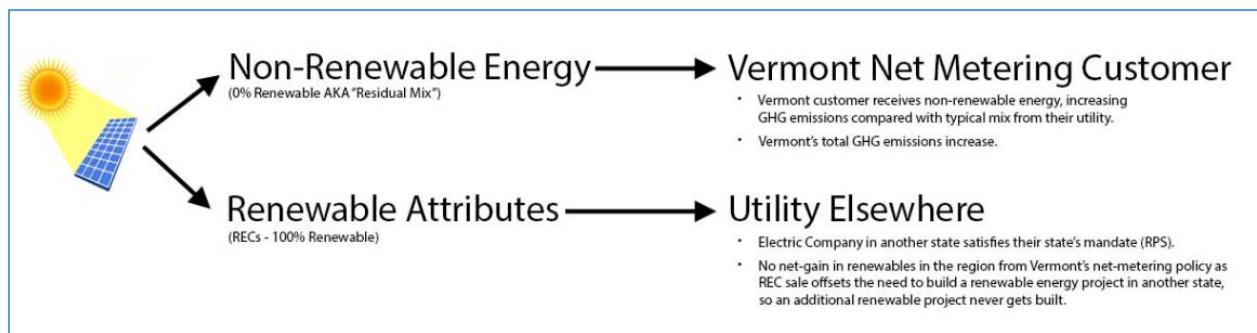 Non-Renewable Energy
(0% Renewable AKA "Residual Mix")
Vermont Net Metering Customer
· Vermont customer receives non-renewable energy, increasing
GHG emissions compared with typical mix from their utility.
· Vermont's total GHG emissions increase.
Renewable Attributes
(RECs - 100% Renewable)
Utility Elsewhere
· Electric Company in another state satisfies their state's mandate (RPS).
· No net-gain in renewables in the region from Vermont's net-metering policy as
REC sale offsets the need to build a renewable energy project in another state,
so an additional renewable project never gets built.